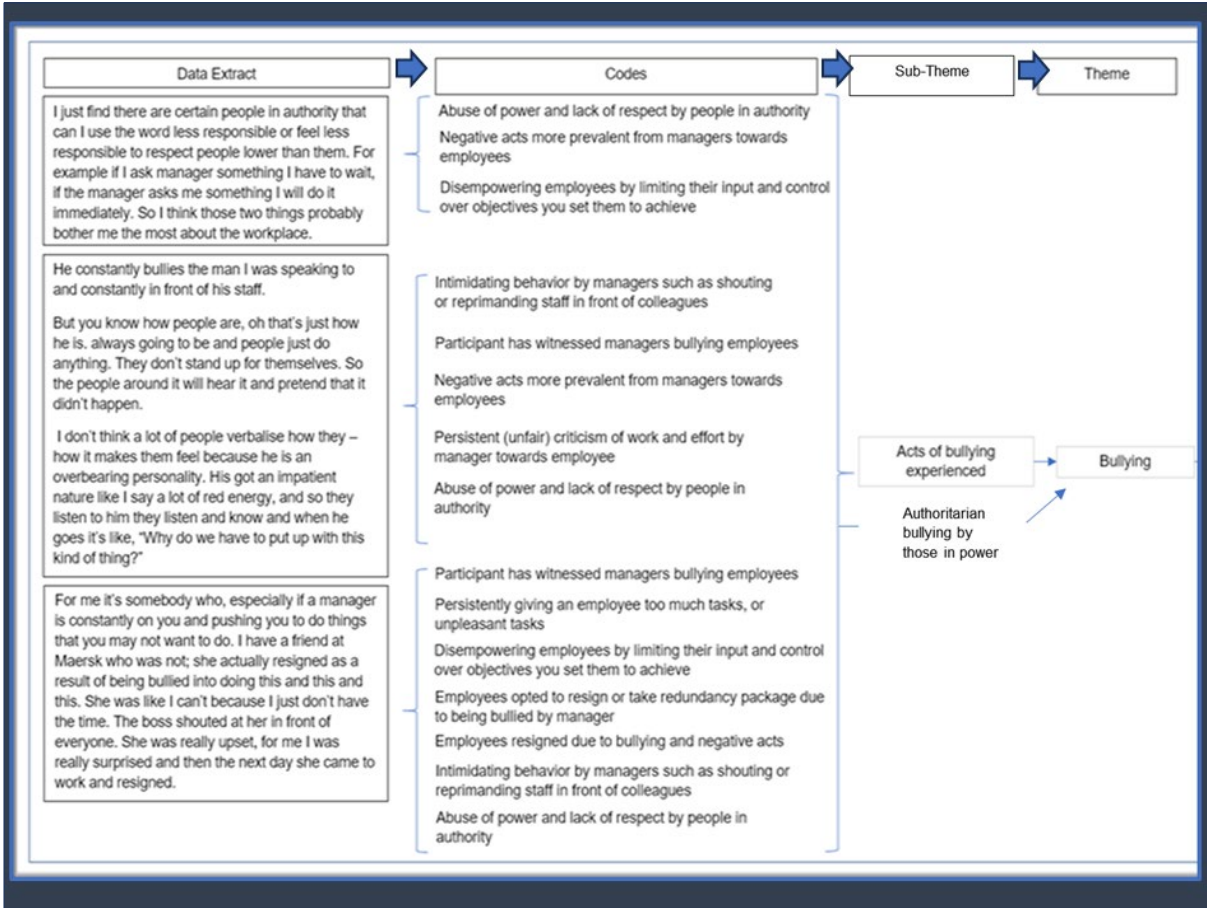 Data Extract
Codes
Sub-Theme
Theme
I just find there are certain people in authority that
can I use the word less responsible or feel less
responsible to respect people lower than them. For
example if I ask manager something I have to wait,
if the manager asks me something I will do it
immediately. So I think those two things probably
bother me the most about the workplace.
Abuse of power and lack of respect by people in authority
Negative acts more prevalent from managers towards
employees
Disempowering employees by limiting their input and control
over objectives you set them to achieve
He constantly bullies the man I was speaking to
and constantly in front of his staff.
But you know how people are, oh that's just how
he is. always going to be and people just do
anything. They don't stand up for themselves. So
the people around it will hear it and pretend that it
didn't happen.
I don't think a lot of people verbalise how they –
how it makes them feel because he is an
overbearing personality. His got an impatient
nature like I say a lot of red energy, and so they
listen to him they listen and know and when he
goes it's like, "Why do we have to put up with this
kind of thing?"
Intimidating behavior by managers such as shouting
or reprimanding staff in front of colleagues
Participant has witnessed managers bullying employees
Negative acts more prevalent from managers towards
employees
Persistent (unfair) criticism of work and effort by
manager towards employee
Abuse of power and lack of respect by people in
authority
For me it's somebody who, especially if a manager
is constantly on you and pushing you to do things
that you may not want to do. I have a friend at
Maersk who was not; she actually resigned as a
result of being bullied into doing this and this and
this. She was like I can't because I just don't have
the time. The boss shouted at her in front of
everyone. She was really upset, for me I was
really surprised and then the next day she came to
work and resigned.
Participant has witnessed managers bullying employees
Persistently giving an employee too much tasks, or
unpleasant tasks
Disempowering employees by limiting their input and control
over objectives you set them to achieve
Employees opted to resign or take redundancy package due
to being bullied by manager
Employees resigned due to bullying and negative acts
Intimidating behavior by managers such as shouting or
reprimanding staff in front of colleagues
Abuse of power and lack of respect by people in
authority
Acts of bullying
experienced
Authoritarian
bullying by
those in power
Bullying